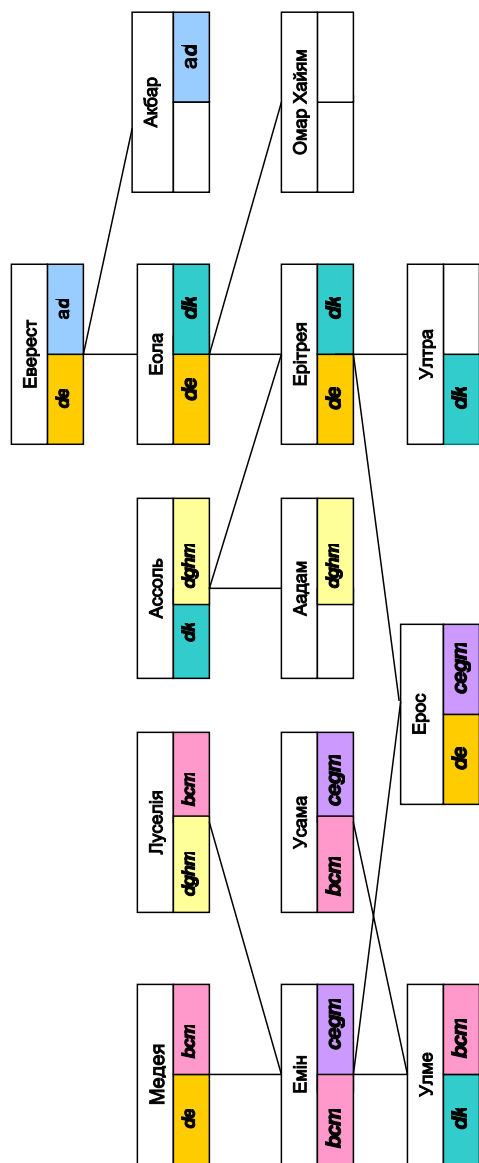 Еверест
de ad
Медея
de bcm
Луселія
dghm bcm
Ассоль
dk dghm
Еола
de dk
Акбар
ad
Емін
bcm cegm
Усама
bcm cegm
Аадам
dghm
Ерітрея
de dk
Омар Хайям
Улме
dk bcm
Ерос
de cegm
Ултра
dk